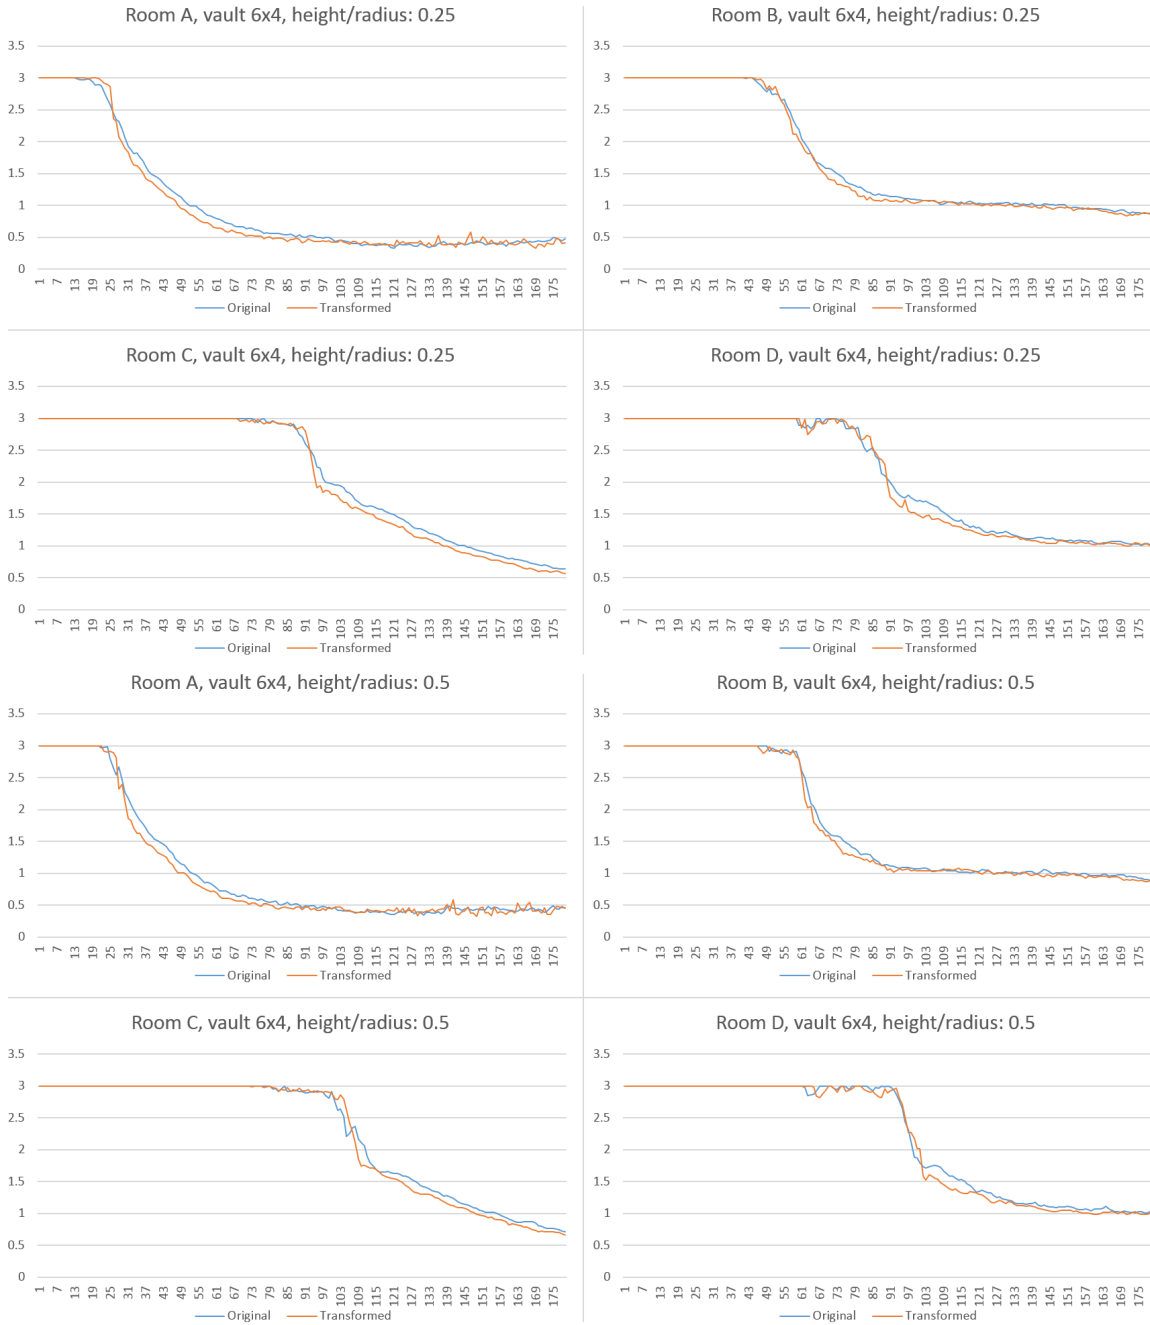 Room A, vault 6x4, height/radius: 0.25
3.5
3
2.5
2
1.5
1
0.5
0
1 7 13 19 25 31 37 43 49 55 61 67 73 79 85 91 97 103 109 115 121 127 133 139 145 151 157 163 169 175
Original Transformed
Room B, vault 6x4, height/radius: 0.25
3.5
3
2.5
2
1.5
1
0.5
0
1 7 13 19 25 31 37 43 49 55 61 67 73 79 85 91 97 103 109 115 121 127 133 139 145 151 157 163 169 175
Original Transformed
Room C, vault 6x4, height/radius: 0.25
3.5
3
2.5
2
1.5
1
0.5
0
1 7 13 19 25 31 37 43 49 55 61 67 73 79 85 91 97 103 109 115 121 127 133 139 145 151 157 163 169 175
Original Transformed
Room D, vault 6x4, height/radius: 0.25
3.5
3
2.5
2
1.5
1
0.5
0
1 7 13 19 25 31 37 43 49 55 61 67 73 79 85 91 97 103 109 115 121 127 133 139 145 151 157 163 169 175
Original Transformed
Room A, vault 6x4, height/radius: 0.5
3.5
3
2.5
2
1.5
1
0.5
0
1 7 13 19 25 31 37 43 49 55 61 67 73 79 85 91 97 103 109 115 121 127 133 139 145 151 157 163 169 175
Original Transformed
Room B, vault 6x4, height/radius: 0.5
3.5
3
2.5
2
1.5
1
0.5
0
1 7 13 19 25 31 37 43 49 55 61 67 73 79 85 91 97 103 109 115 121 127 133 139 145 151 157 163 169 175
Original Transformed
Room C, vault 6x4, height/radius: 0.5
3.5
3
2.5
2
1.5
1
0.5
0
1 7 13 19 25 31 37 43 49 55 61 67 73 79 85 91 97 103 109 115 121 127 133 139 145 151 157 163 169 175
Original Transformed
Room D, vault 6x4, height/radius: 0.5
3.5
3
2.5
2
1.5
1
0.5
0
1 7 13 19 25 31 37 43 49 55 61 67 73 79 85 91 97 103 109 115 121 127 133 139 145 151 157 163 169 175
Original Transformed